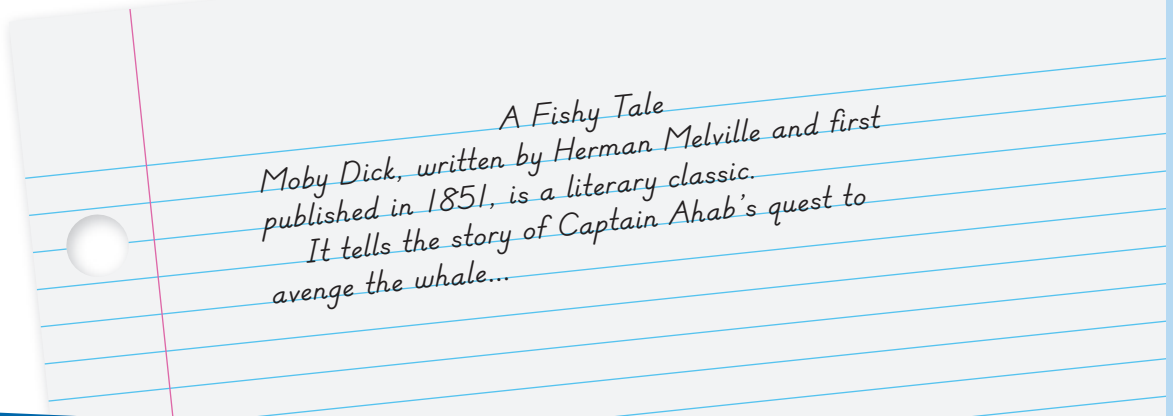 A Fishy Tale
Moby Dick, written by Herman Melville and first
published in 1851, is a literary classic.
It tells the story of Captain Ahab's quest to
avenge the whale...